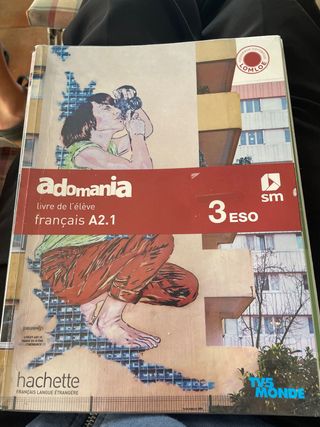 LOMLOE
adomania
livre de l'élève
français A2.1
3 ESO
sm
hachette
FRANÇAIS LANGUE ÉTRANGÈRE
TV5
MONDE